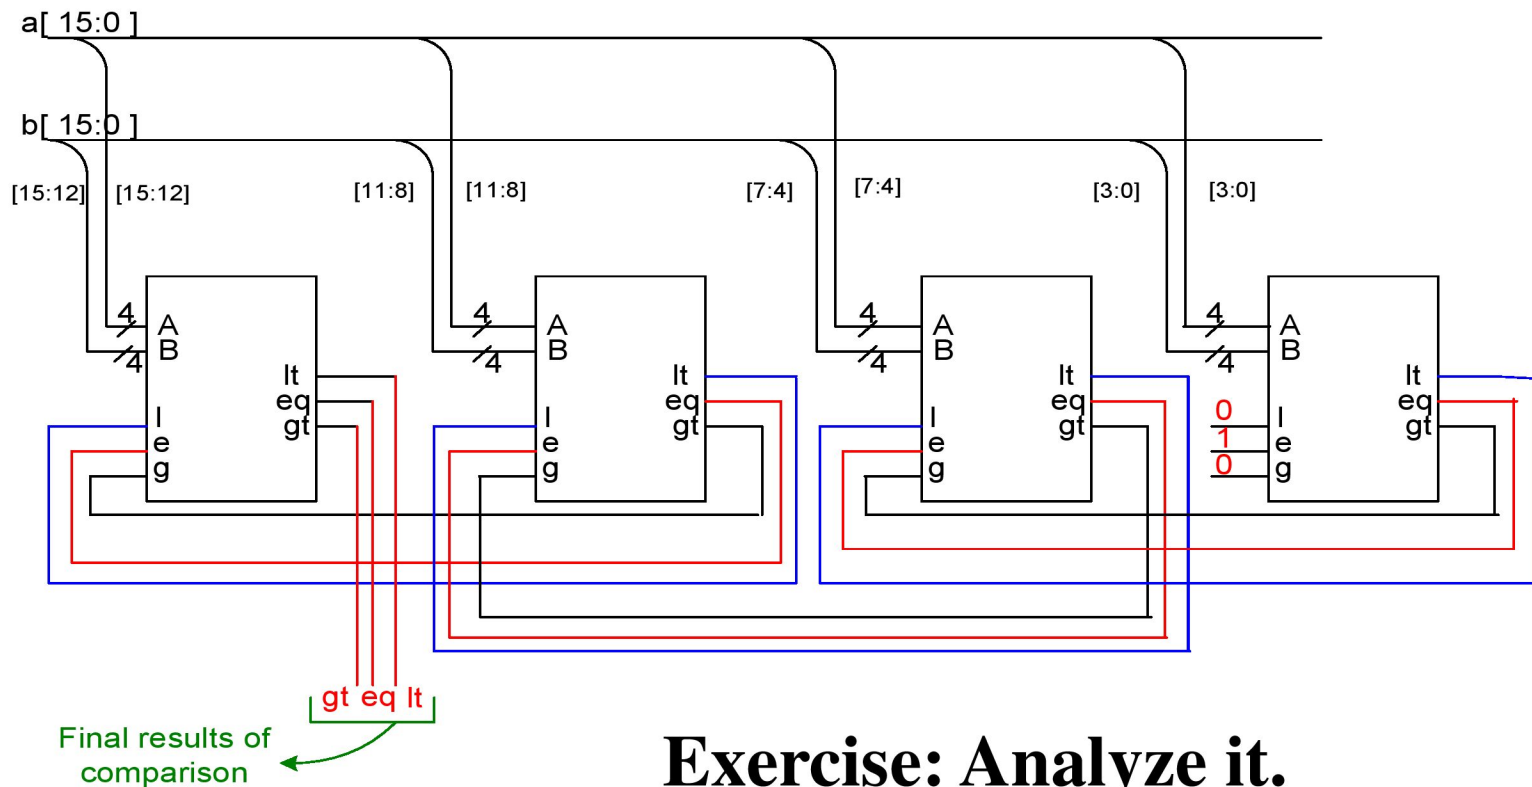 a[ 15:0 ]
b[ 15:0 ]
[15:12] [15:12] [11:8] [11:8] [7:4] [7:4] [3:0] [3:0]
4 A
4 B
lt
eq
gt
l
e
g
4 A
4 B
lt
eq
gt
l
e
g
4 A
4 B
lt
eq
gt
l
e
g
4 A
4 B
lt
eq
gt
0 l
1 e
0 g
gt eq lt
Final results of
comparison
Exercise: Analyze it.